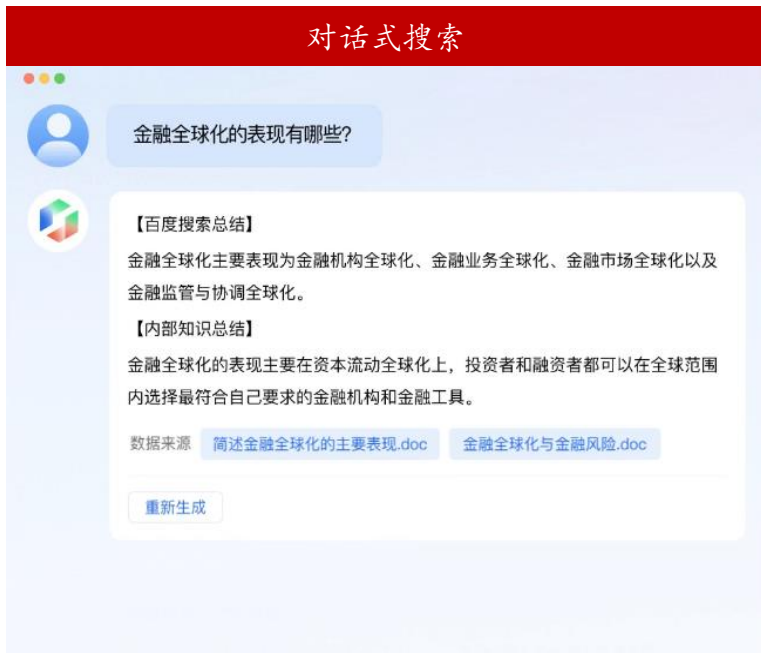 对话式搜索
金融全球化的表现有哪些?
【百度搜索总结】
金融全球化主要表现为金融机构全球化、金融业务全球化、金融市场全球化以及
金融监管与协调全球化。
【内部知识总结】
金融全球化的表现主要在资本流动全球化上，投资者和融资者都可以在全球范围
内选择最符合自己要求的金融机构和金融工具。
数据来源 简述金融全球化的主要表现.doc 金融全球化与金融风险.doc
重新生成